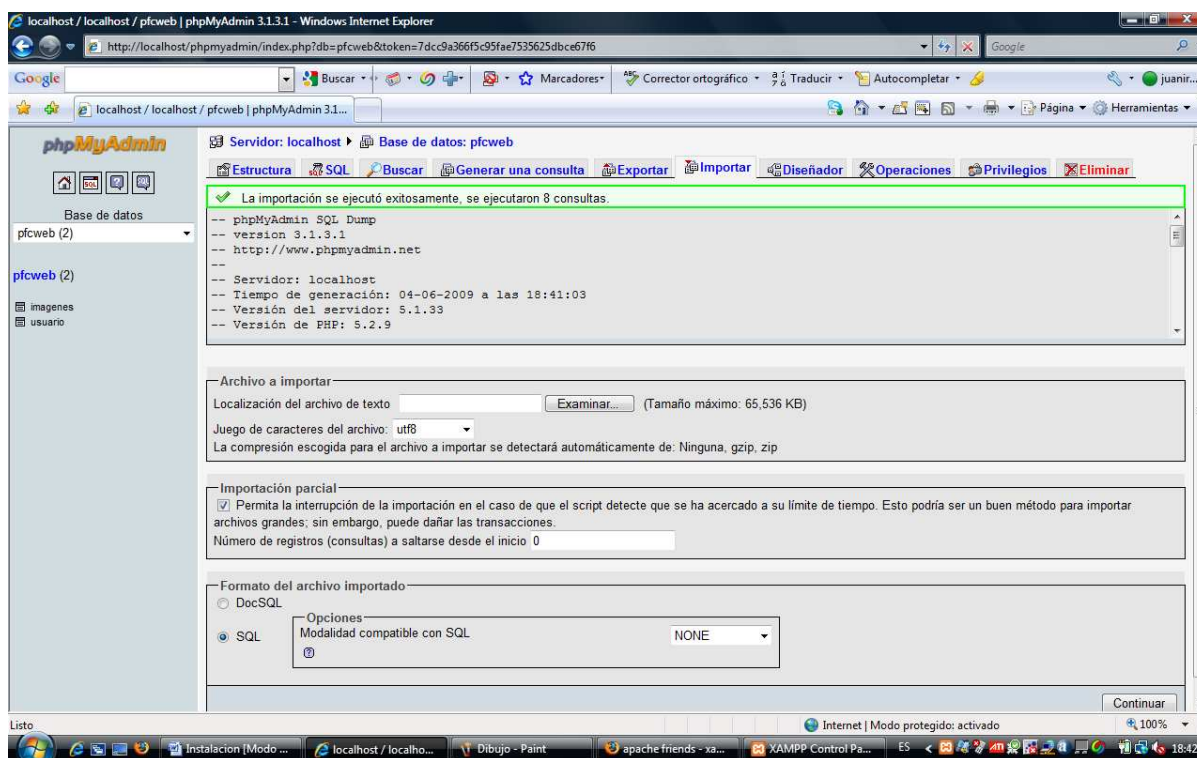 localhost / localhost / pfcweb | phpMyAdmin 3.1.3.1 - Windows Internet Explorer
http://localhost/phpmyadmin/index.php?db=pfcweb&token=7dcc9a366f5c95fae7535625dbce67f6
Google
Google
Buscar
Marcadores
Corrector ortográfico
Traducir
Autocompletar
juanir...
localhost / localhost / pfcweb | phpMyAdmin 3.1...
Página
Herramientas
phpMyAdmin
Servidor: localhost
Base de datos: pfcweb
Estructura
SQL
Buscar
Generar una consulta
Exportar
Importar
Diseñador
Operaciones
Privilegios
Eliminar
Base de datos
pfcweb (2)
pfcweb (2)
imagenes
usuario
La importación se ejecutó exitosamente, se ejecutaron 8 consultas.
-- phpMyAdmin SQL Dump
-- version 3.1.3.1
-- http://www.phpmyadmin.net
--
-- Servidor: localhost
-- Tiempo de generación: 04-06-2009 a las 18:41:03
-- Versión del servidor: 5.1.33
-- Versión de PHP: 5.2.9
Archivo a importar
Localización del archivo de texto
Examinar...
(Tamaño máximo: 65,536 KB)
Juego de caracteres del archivo: utf8
La compresión escogida para el archivo a importar se detectará automáticamente de: Ninguna, gzip, zip
Importación parcial
Permita la interrupción de la importación en el caso de que el script detecte que se ha acercado a su límite de tiempo. Esto podría ser un buen método para importar
archivos grandes; sin embargo, puede dañar las transacciones.
Número de registros (consultas) a saltarse desde el inicio 0
Formato del archivo importado
DocSQL
SQL
Opciones
Modalidad compatible con SQL
NONE
Continuar
Listo
Internet | Modo protegido: activado
100%
Instalacion [Modo ...
localhost / localho...
Dibujo - Paint
apache friends - xa...
XAMPP Control Pa...
ES
18:42